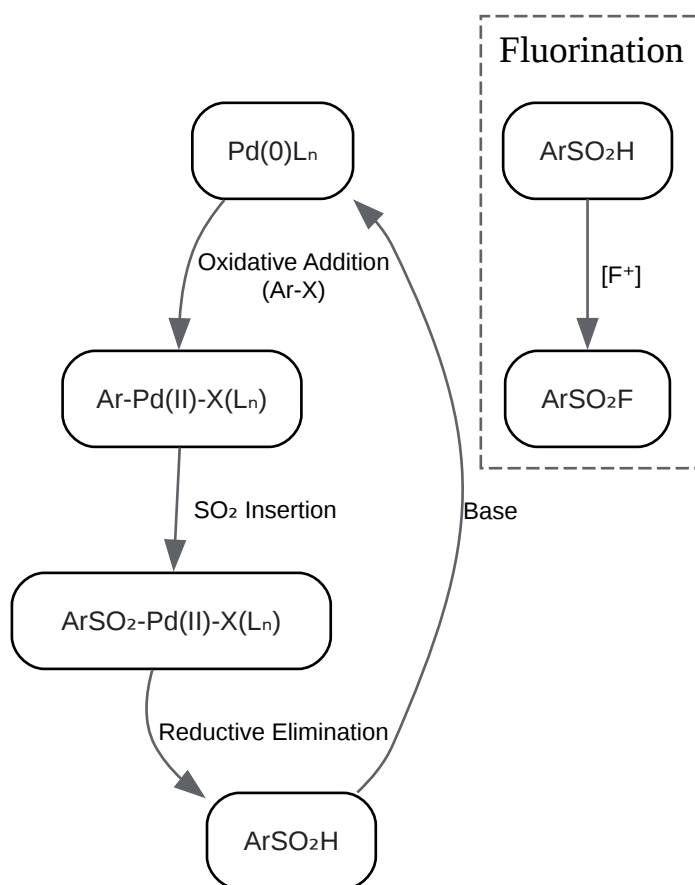 Fluorination
Pd(0)Lₙ
ArSO₂H
Oxidative Addition
(Ar-X)
[F⁺]
Ar-Pd(II)-X(Lₙ)
ArSO₂F
SO₂ Insertion
Base
ArSO₂-Pd(II)-X(Lₙ)
Reductive Elimination
ArSO₂H